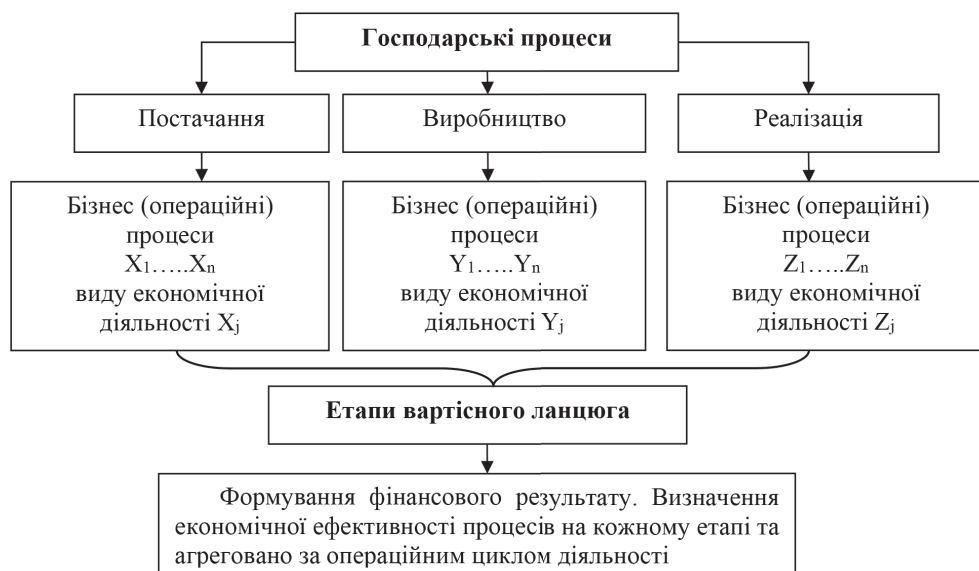 Господарські процеси
Постачання
Виробництво
Реалізація
Бізнес (операційні)
процеси
X₁…..Xₙ
виду економічної
діяльності Xⱼ
Бізнес (операційні)
процеси
Y₁…..Yₙ
виду економічної
діяльності Yⱼ
Бізнес (операційні)
процеси
Z₁…..Zₙ
виду економічної
діяльності Zⱼ
Етапи вартісного ланцюга
Формування фінансового результату. Визначення
економічної ефективності процесів на кожному етапі та
агреговано за операційним циклом діяльності